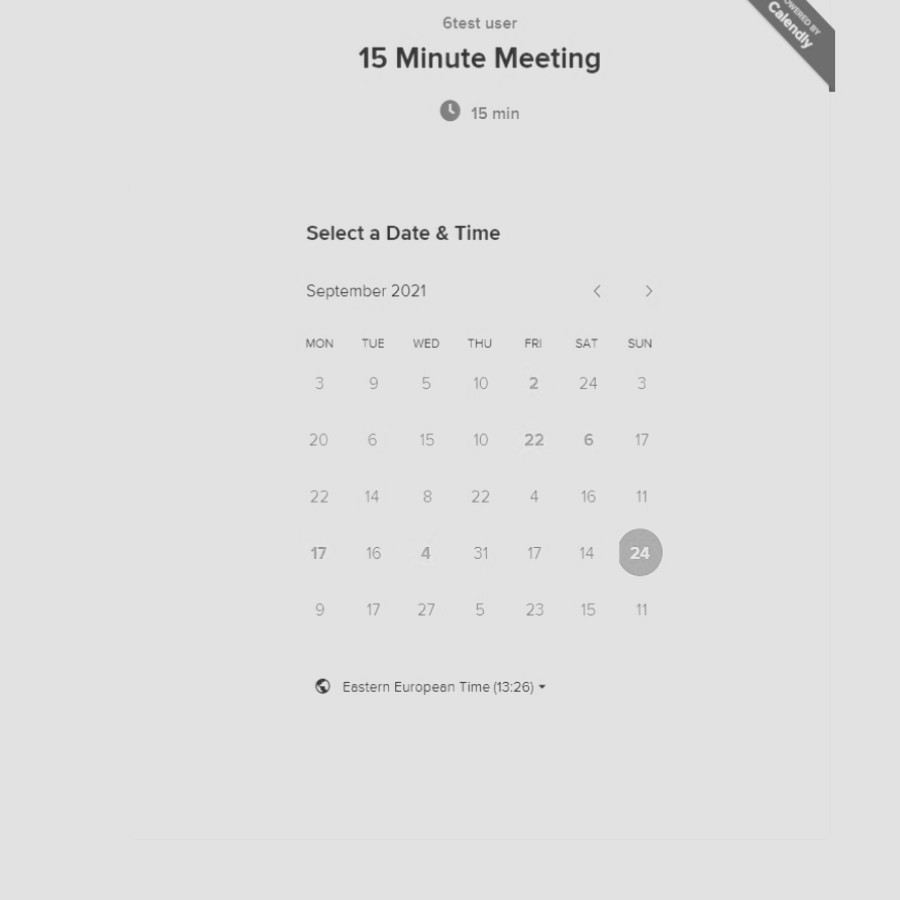 6test user
15 Minute Meeting
15 min
POWERED BY
Calendly
Select a Date & Time
September 2021
MON TUE WED THU FRI SAT SUN
3 9 5 10 2 24 3
20 6 15 10 22 6 17
22 14 8 22 4 16 11
17 16 4 31 17 14 24
9 17 27 5 23 15 11
Eastern European Time (13:26)